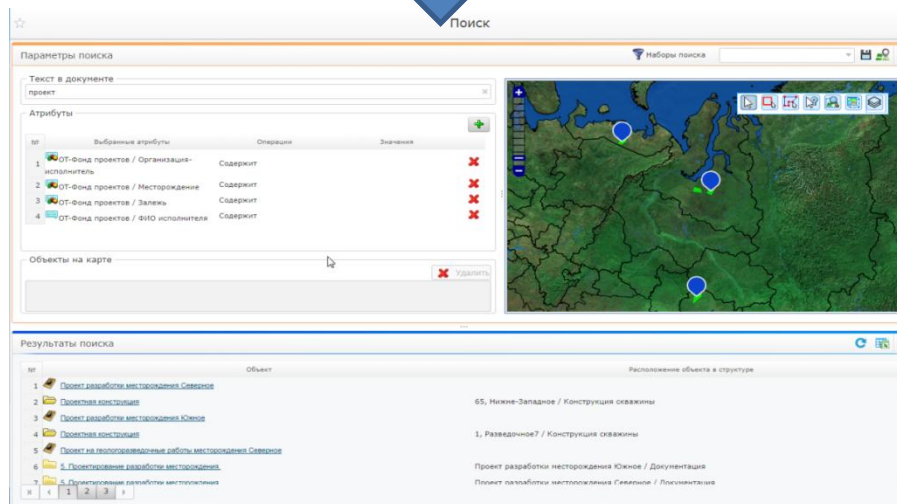 Поиск
Параметры поиска
Наборы поиска
Текст в документе
проект
Атрибуты
№ Выбранные атрибуты Операции Значения
1 ОТ-Фонд проектов / Организация-исполнитель Содержит
2 ОТ-Фонд проектов / Месторождение Содержит
3 ОТ-Фонд проектов / Залежь Содержит
4 ОТ-Фонд проектов / ФИО исполнителя Содержит
Объекты на карте
Удалить
Результаты поиска
№ Объект Расположение объекта в структуре
1 Проект разработки месторождения Северное
2 Проектная конструкция 65, Нижне-Западное / Конструкция скважины
3 Проект разработки месторождения Южное
4 Проектная конструкция 1, Разведочное7 / Конструкция скважины
5 Проект на геологоразведочные работы месторождения Северное
6 5. Проектирование разработки месторождения. Проект разработки месторождения Южное / Документация
7 5. Проектирование разработки месторождения Проект разработки месторождения Северное / Документация
1 2 3